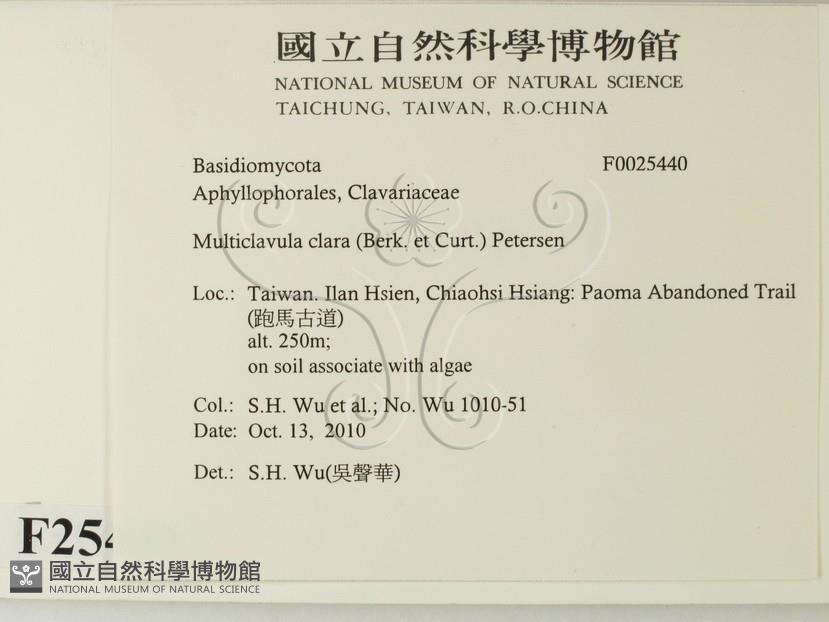 國立自然科學博物館
NATIONAL MUSEUM OF NATURAL SCIENCE
TAICHUNG, TAIWAN, R.O.CHINA
Basidiomycota F0025440
Aphyllophorales, Clavariaceae
Multiclavula clara (Berk. et Curt.) Petersen
Loc.: Taiwan. Ilan Hsien, Chiaohsi Hsiang: Paoma Abandoned Trail
(跑馬古道)
alt. 250m;
on soil associate with algae
Col.: S.H. Wu et al.; No. Wu 1010-51
Date: Oct. 13, 2010
Det.: S.H. Wu(吳聲華)
F254
國立自然科學博物館
NATIONAL MUSEUM OF NATURAL SCIENCE